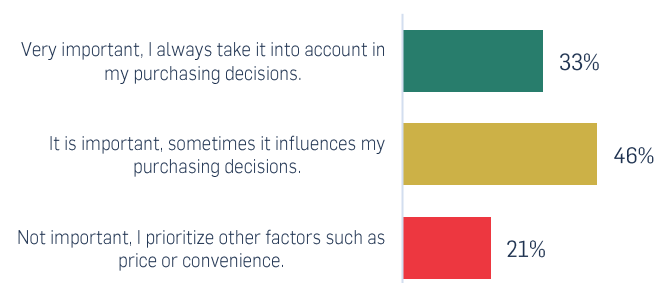 Very important, I always take it into account in
my purchasing decisions.
33%
It is important, sometimes it influences my
purchasing decisions.
46%
Not important, I prioritize other factors such as
price or convenience.
21%